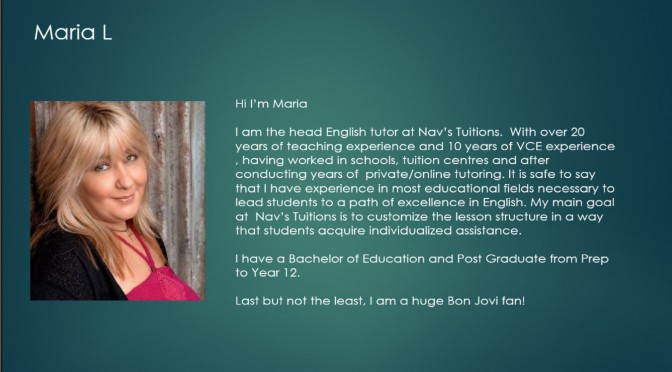 Maria L
Hi I'm Maria
I am the head English tutor at Nav's Tuitions.  With over 20
years of teaching experience and 10 years of VCE experience
, having worked in schools, tuition centres and after
conducting years of  private/online tutoring. It is safe to say
that I have experience in most educational fields necessary to
lead students to a path of excellence in English. My main goal
at  Nav's Tuitions is to customize the lesson structure in a way
that students acquire individualized assistance.
I have a Bachelor of Education and Post Graduate from Prep
to Year 12.
Last but not the least, I am a huge Bon Jovi fan!